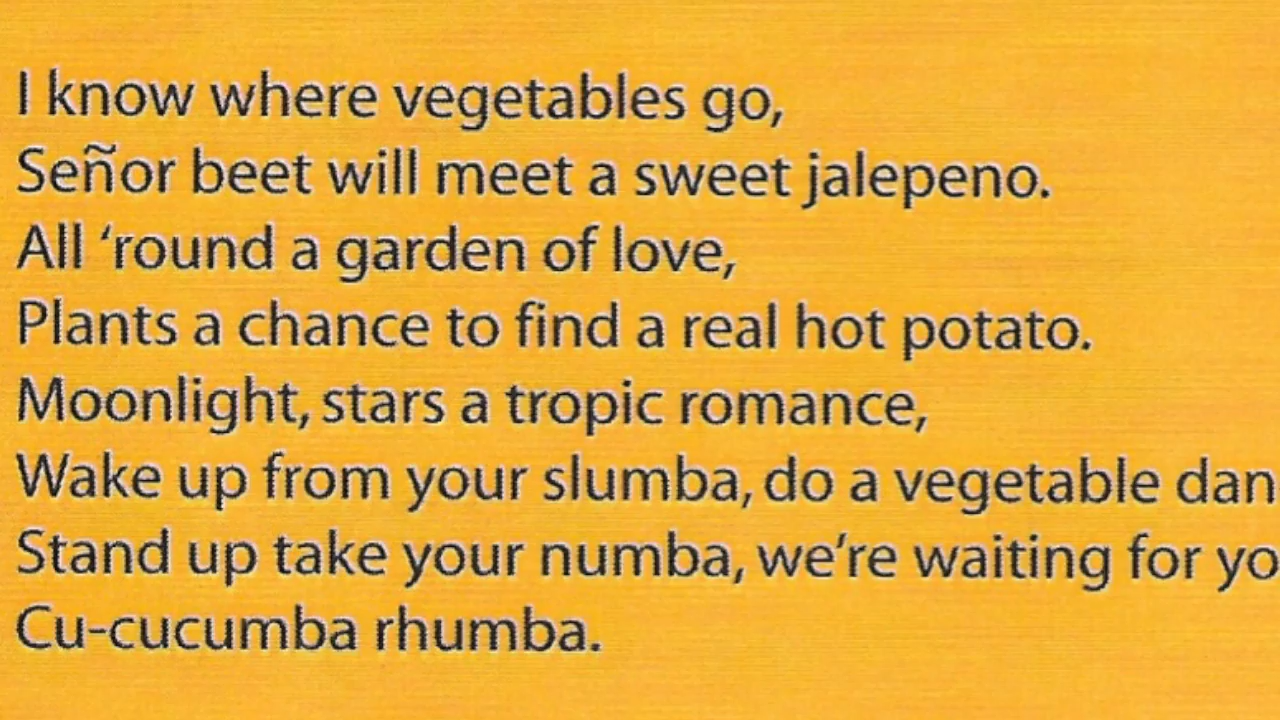 I know where vegetables go,
Señor beet will meet a sweet jalepeno.
All ‘round a garden of love,
Plants a chance to find a real hot potato.
Moonlight, stars a tropic romance,
Wake up from your slumba, do a vegetable dan
Stand up take your numba, we’re waiting for yo
Cu-cucumba rhumba.